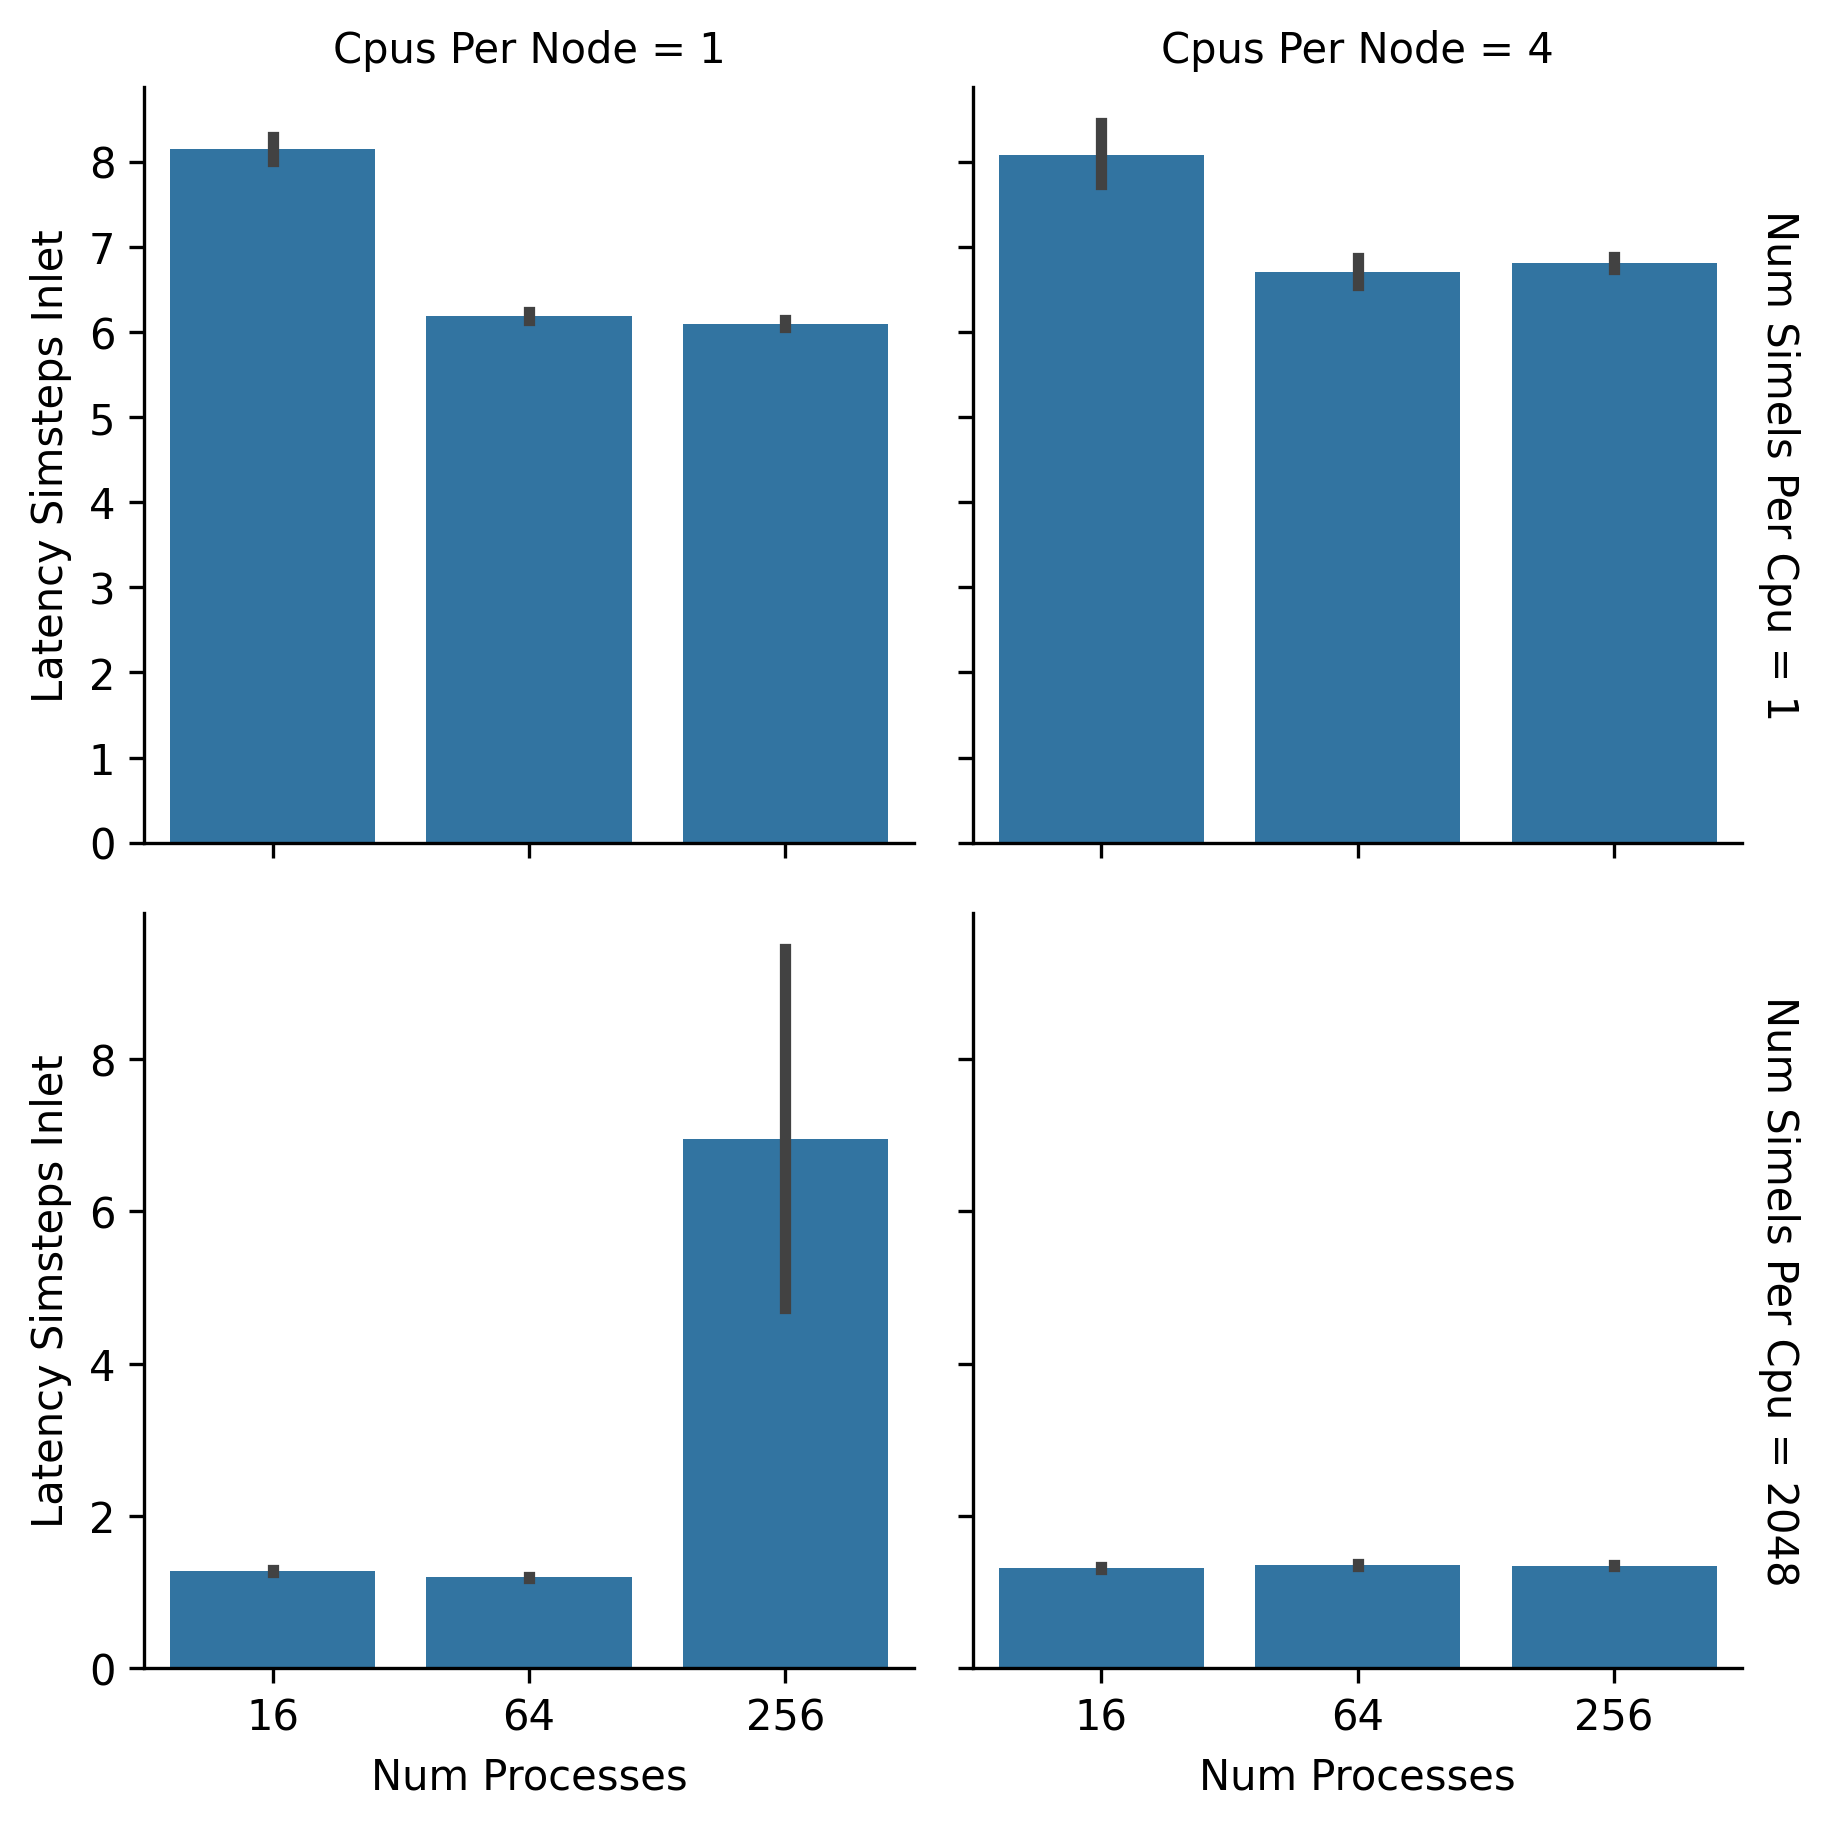 Cpus Per Node = 1
Cpus Per Node = 4
Latency Simsteps Inlet
8
7
6
5
4
3
2
1
0
Num Simels Per Cpu = 1
Latency Simsteps Inlet
8
6
4
2
0
Num Simels Per Cpu = 2048
16 64 256
16 64 256
Num Processes
Num Processes